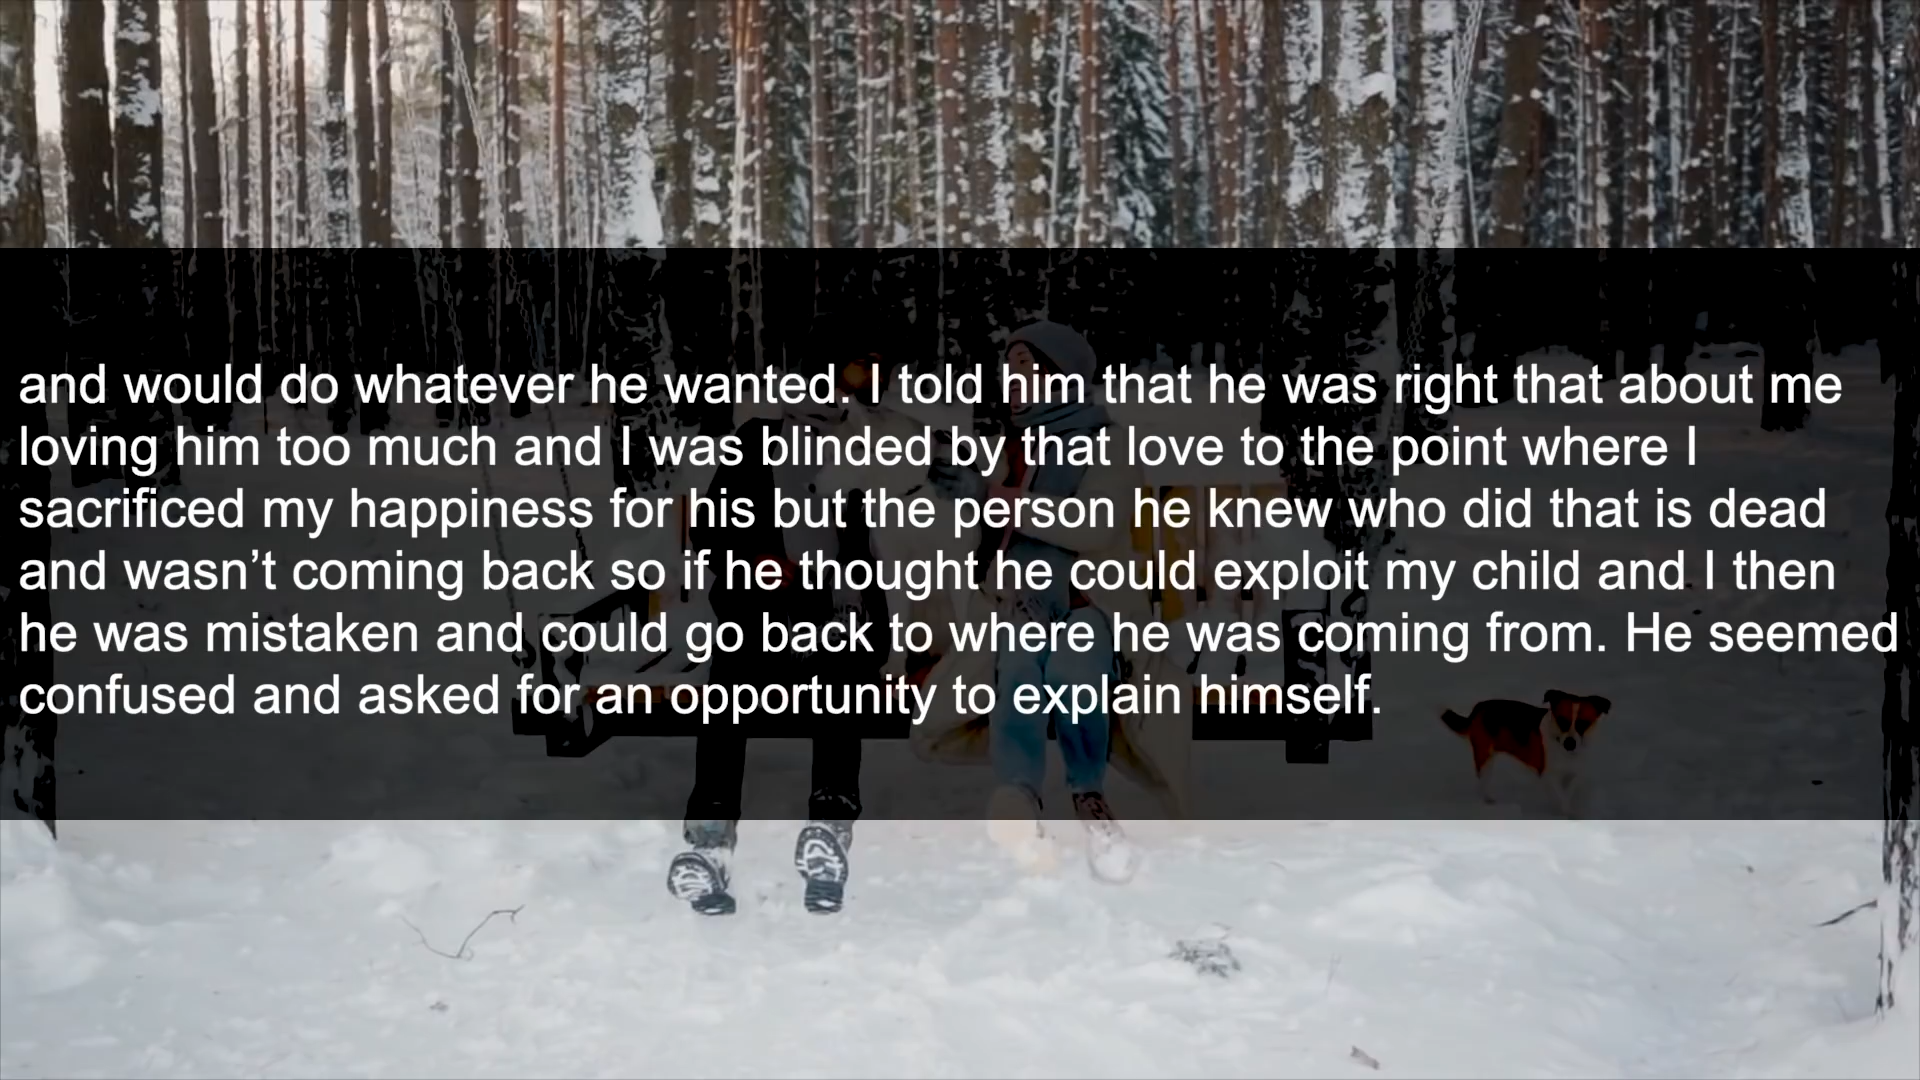 and would do whatever he wanted. I told him that he was right that about me
loving him too much and I was blinded by that love to the point where I
sacrificed my happiness for his but the person he knew who did that is dead
and wasn’t coming back so if he thought he could exploit my child and I then
he was mistaken and could go back to where he was coming from. He seemed
confused and asked for an opportunity to explain himself.